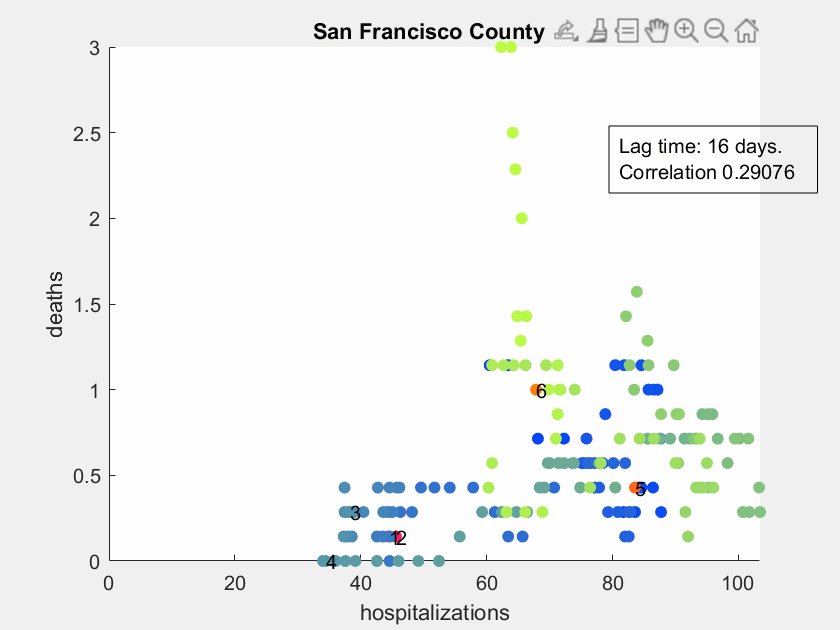 San Francisco County
3
2.5
2
1.5
1
0.5
0
deaths
Lag time: 16 days.
Correlation 0.29076
6
5
3
1 2
4
0 20 40 60 80 100
hospitalizations